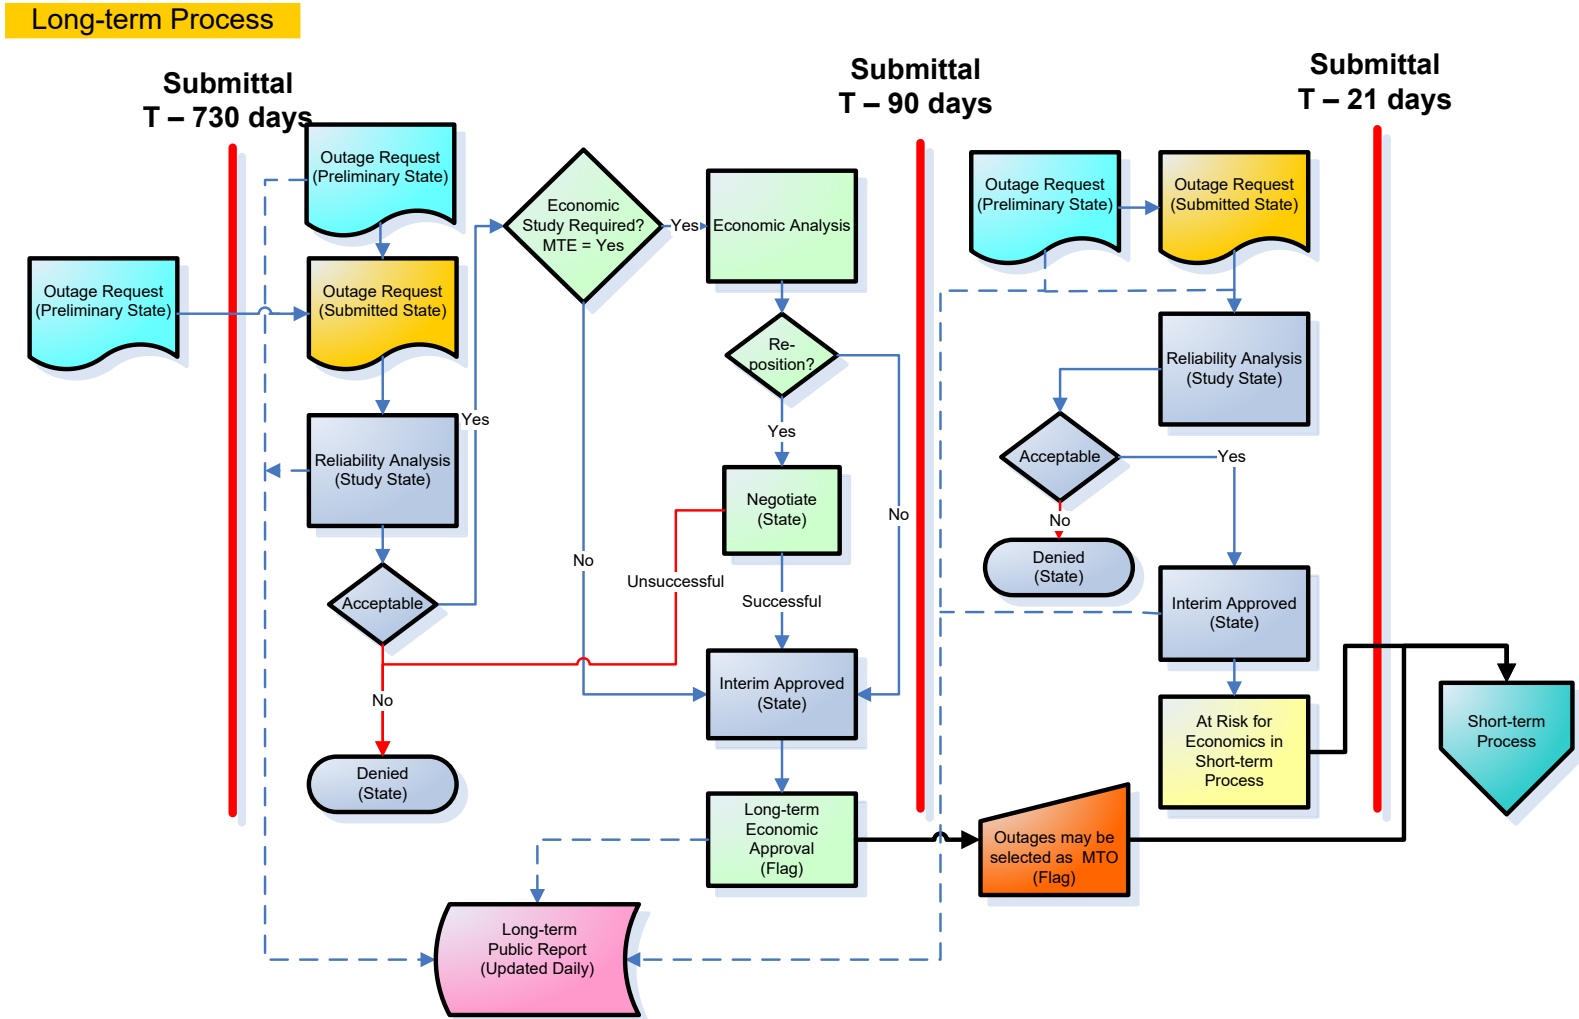 Long-term Process
Submittal
T – 730 days
Submittal
T – 90 days
Submittal
T – 21 days
Outage Request
(Preliminary State)
Outage Request
(Preliminary State)
Outage Request
(Submitted State)
Reliability Analysis
(Study State)
Acceptable
Yes
No
Denied
(State)
Economic
Study Required?
MTE = Yes
Yes
No
Economic Analysis
Re-
position?
Yes
No
Negotiate
(State)
Unsuccessful
Successful
Interim Approved
(State)
Long-term
Economic
Approval
(Flag)
Long-term
Public Report
(Updated Daily)
Outage Request
(Preliminary State)
Outage Request
(Submitted State)
Reliability Analysis
(Study State)
Acceptable
Yes
No
Denied
(State)
Interim Approved
(State)
At Risk for
Economics in
Short-term
Process
Outages may be
selected as MTO
(Flag)
Short-term
Process